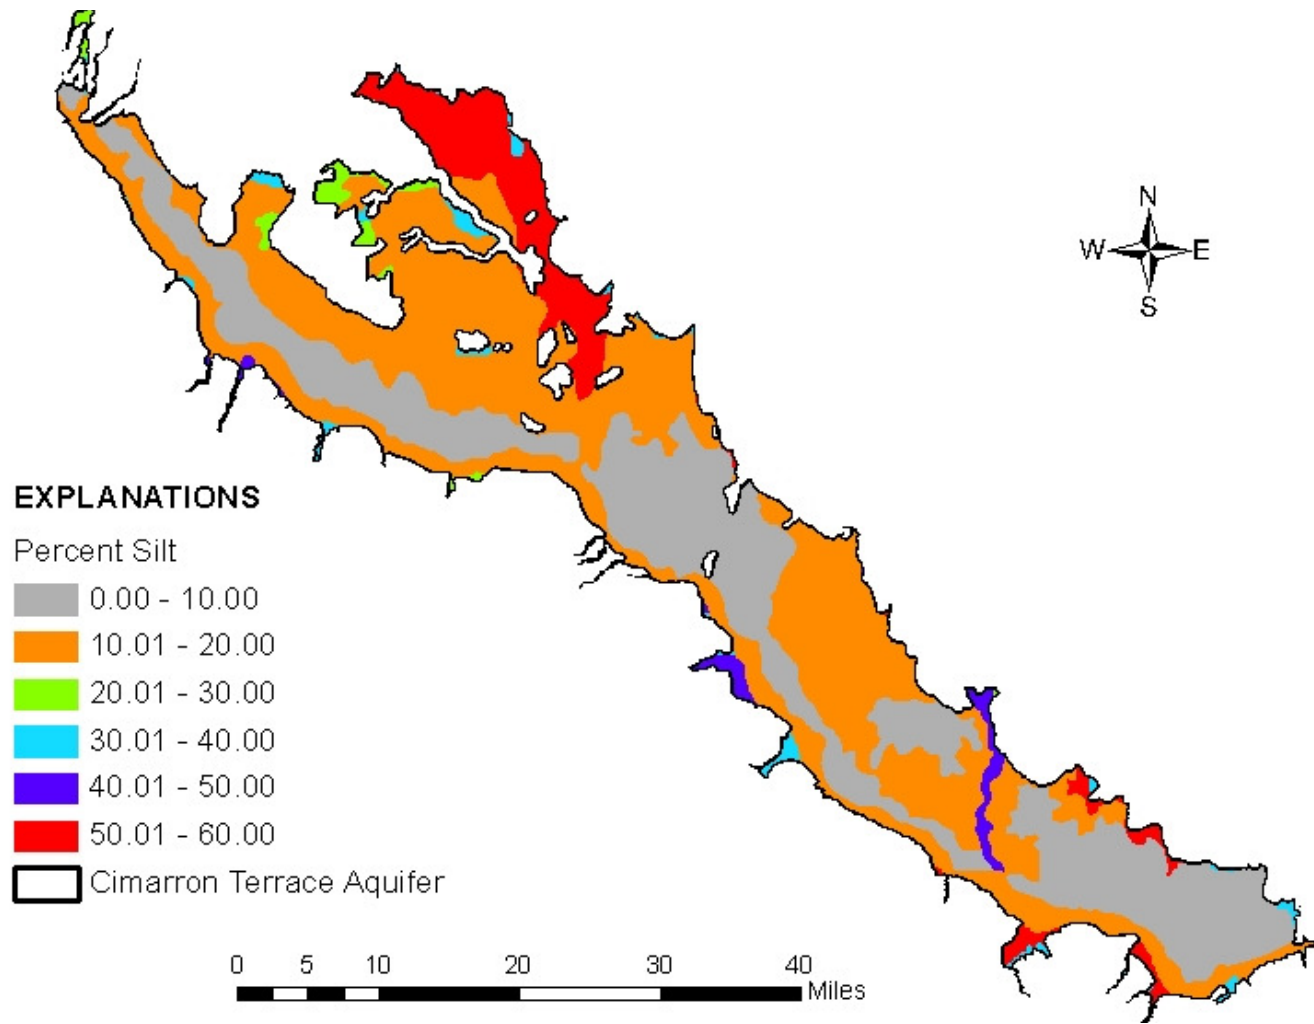 N
W E
S
EXPLANATIONS
Percent Silt
0.00 - 10.00
10.01 - 20.00
20.01 - 30.00
30.01 - 40.00
40.01 - 50.00
50.01 - 60.00
Cimarron Terrace Aquifer
0 5 10 20 30 40
Miles